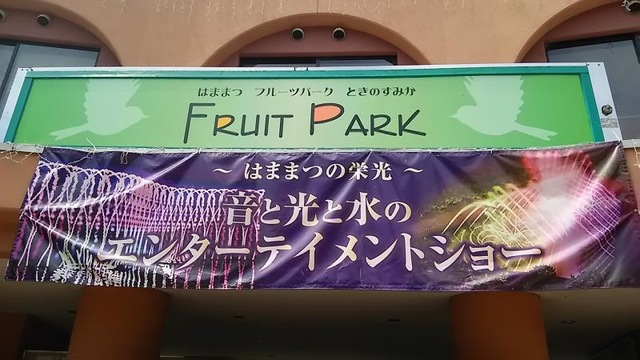 はままつ フルーツパーク ときのすみか
FRUIT PARK
～ はままつの栄光 ～
音と光と水の
エンターテイメントショー